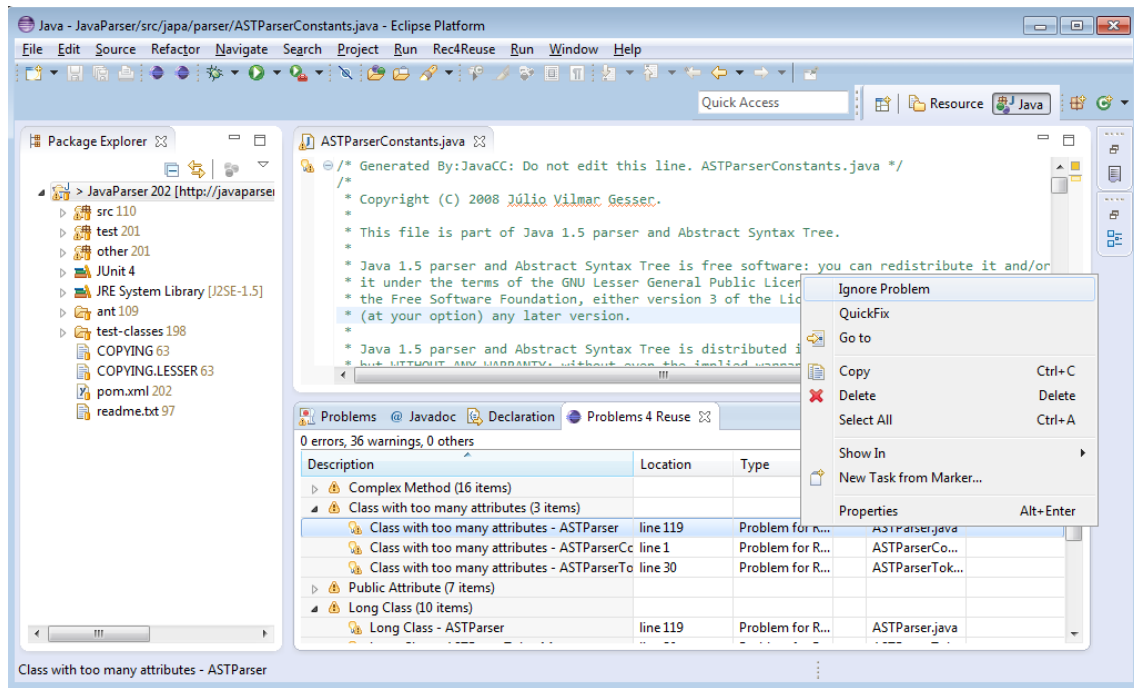 Java - JavaParser/src/japa/parser/ASTParserConstants.java - Eclipse Platform
File Edit Source Refactor Navigate Search Project Run Rec4Reuse Run Window Help
Quick Access
Resource
Java
Package Explorer
> JavaParser 202 [http://javaparser
src 110
test 201
other 201
JUnit 4
JRE System Library [J2SE-1.5]
ant 109
test-classes 198
COPYING 63
COPYING.LESSER 63
pom.xml 202
readme.txt 97
ASTParserConstants.java
/* Generated By:JavaCC: Do not edit this line. ASTParserConstants.java */
/*
* Copyright (C) 2008 Júlio Vilmar Gesser.
*
* This file is part of Java 1.5 parser and Abstract Syntax Tree.
*
* Java 1.5 parser and Abstract Syntax Tree is free software: you can redistribute it and/or
* it under the terms of the GNU Lesser General Public Licen
* the Free Software Foundation, either version 3 of the Lic
* (at your option) any later version.
*
* Java 1.5 parser and Abstract Syntax Tree is distributed i
* but WITHOUT ANY WARRANTY; without even the implied
Ignore Problem
QuickFix
Go to
Copy Ctrl+C
Delete Delete
Select All Ctrl+A
Show In
New Task from Marker...
Properties Alt+Enter
Problems @ Javadoc Declaration Problems 4 Reuse
0 errors, 36 warnings, 0 others
Description Location Type
Complex Method (16 items)
Class with too many attributes (3 items)
Class with too many attributes - ASTParser line 119 Problem for R... ASTParser.java
Class with too many attributes - ASTParserCo line 1 Problem for R... ASTParserCo...
Class with too many attributes - ASTParserTo line 30 Problem for R... ASTParserTok...
Public Attribute (7 items)
Long Class (10 items)
Long Class - ASTParser line 119 Problem for R... ASTParser.java
Class with too many attributes - ASTParser